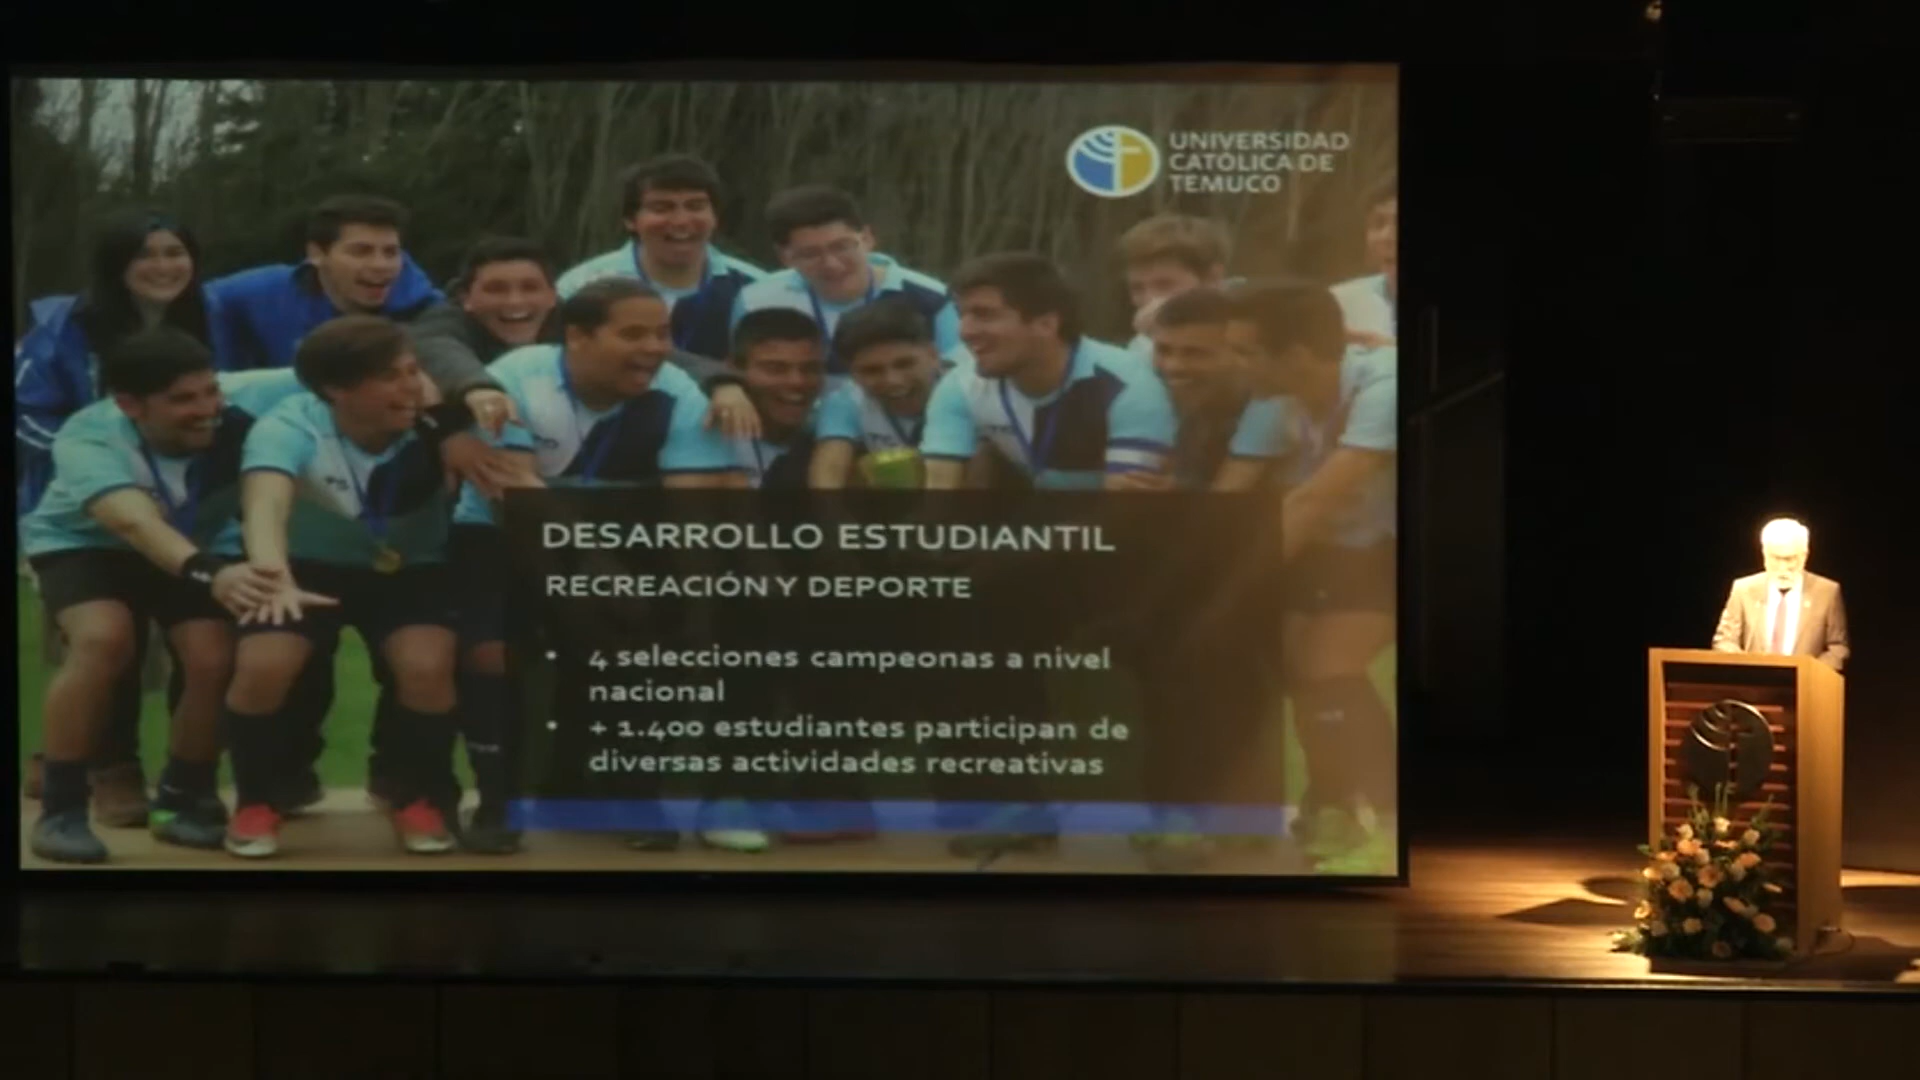 UNIVERSIDAD
CATÓLICA DE
TEMUCO
DESARROLLO ESTUDIANTIL
RECREACIÓN Y DEPORTE
• 4 selecciones campeonas a nivel
nacional
• + 1.400 estudiantes participan de
diversas actividades recreativas